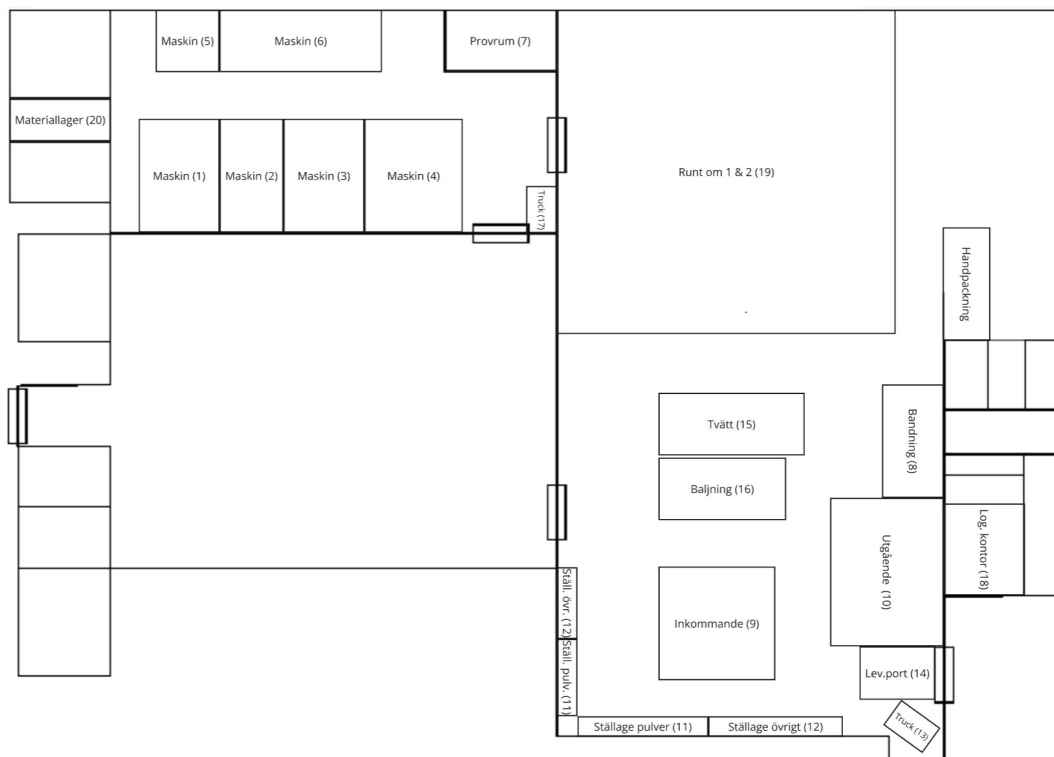 Maskin (5)
Maskin (6)
Provrum (7)
Materiallager (20)
Maskin (1)
Maskin (2)
Maskin (3)
Maskin (4)
Truck (17)
Runt om 1 & 2 (19)
Handpackning
Tvätt (15)
Bandning (8)
Baljning (16)
Utgående (10)
Log. kontor (18)
Ställ. övr. (12)
Inkommande (9)
Ställ. pulv. (11)
Lev.port (14)
Ställage pulver (11)
Ställage övrigt (12)
Truck (13)